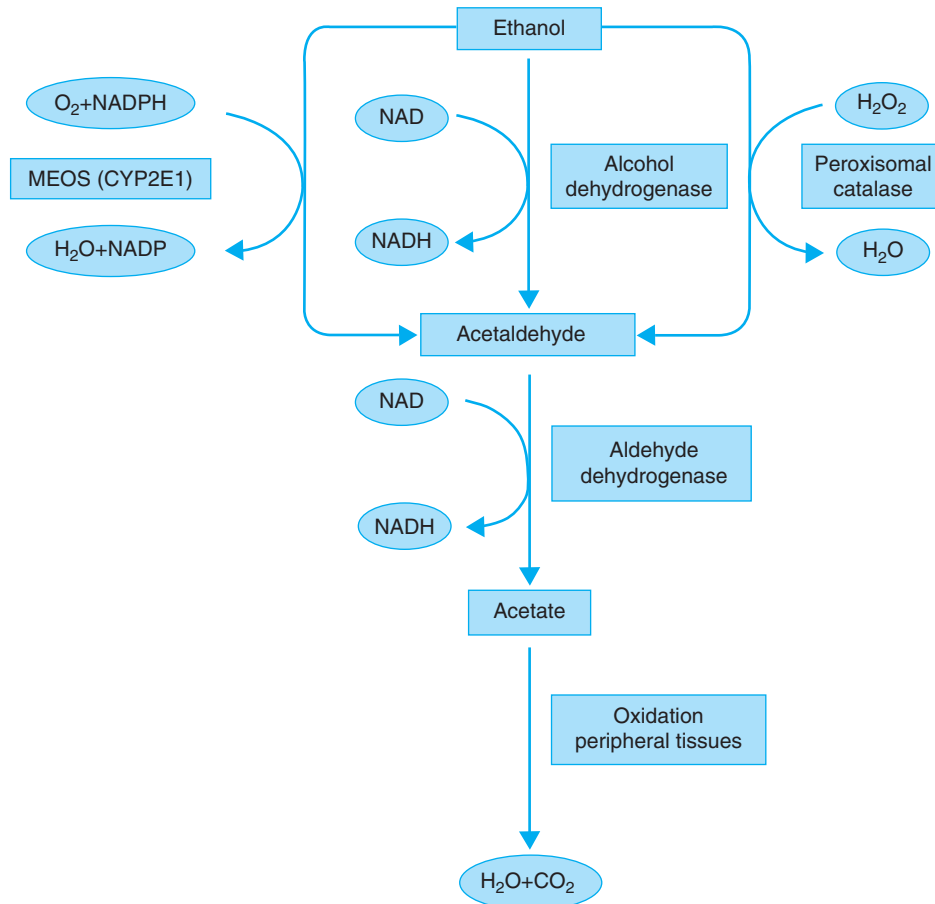 Ethanol
O₂+NADPH
NAD
H₂O₂
MEOS (CYP2E1)
Alcohol
dehydrogenase
Peroxisomal
catalase
H₂O+NADP
NADH
H₂O
Acetaldehyde
NAD
Aldehyde
dehydrogenase
NADH
Acetate
Oxidation
peripheral tissues
H₂O+CO₂